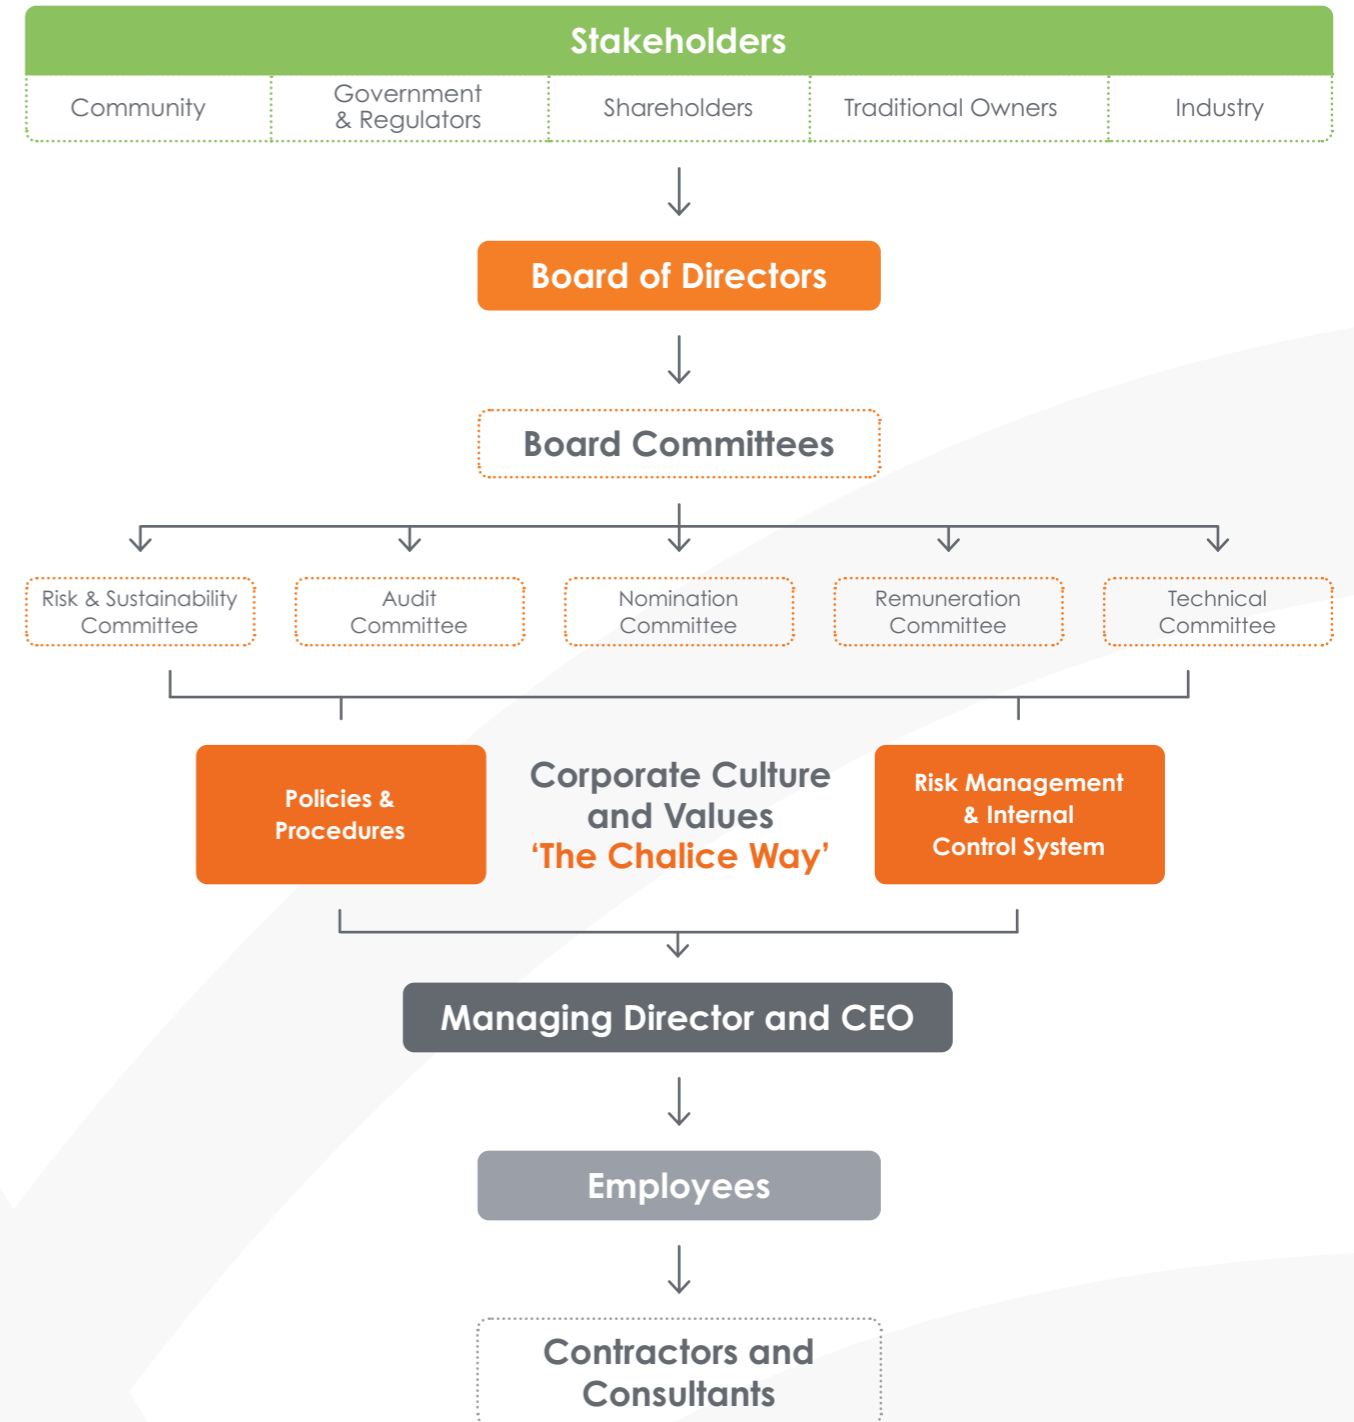 Stakeholders
Community
Government
& Regulators
Shareholders
Traditional Owners
Industry
Board of Directors
Board Committees
Risk & Sustainability
Committee
Audit
Committee
Nomination
Committee
Remuneration
Committee
Technical
Committee
Policies &
Procedures
Corporate Culture
and Values
‘The Chalice Way’
Risk Management
& Internal
Control System
Managing Director and CEO
Employees
Contractors and
Consultants